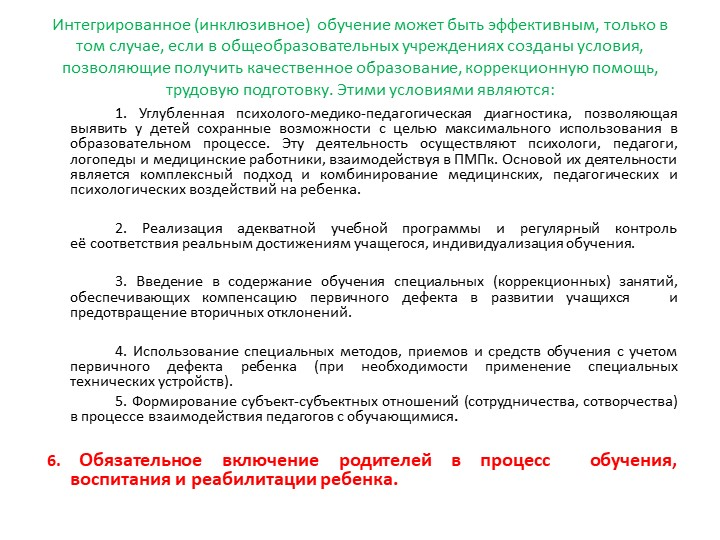 Интегрированное (инклюзивное) обучение может быть эффективным, только в
том случае, если в общеобразовательных учреждениях созданы условия,
позволяющие получить качественное образование, коррекционную помощь,
трудовую подготовку. Этими условиями являются:
1. Углубленная психолого-медико-педагогическая диагностика, позволяющая
выявить у детей сохранные возможности с целью максимального использования в
образовательном процессе. Эту деятельность осуществляют психологи, педагоги,
логопеды и медицинские работники, взаимодействуя в ПМПк. Основой их деятельности
является комплексный подход и комбинирование медицинских, педагогических и
психологических воздействий на ребенка.
2. Реализация адекватной учебной программы и регулярный контроль
её соответствия реальным достижениям учащегося, индивидуализация обучения.
3. Введение в содержание обучения специальных (коррекционных) занятий,
обеспечивающих компенсацию первичного дефекта в развитии учащихся и
предотвращение вторичных отклонений.
4. Использование специальных методов, приемов и средств обучения с учетом
первичного дефекта ребенка (при необходимости применение специальных
технических устройств).
5. Формирование субъект-субъектных отношений (сотрудничества, сотворчества)
в процессе взаимодействия педагогов с обучающимися.
6. Обязательное включение родителей в процесс обучения,
воспитания и реабилитации ребенка.